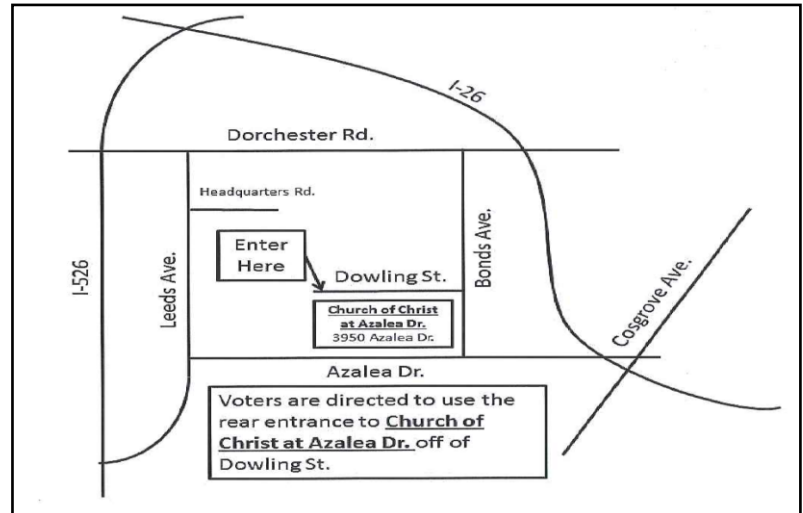 I-26
Dorchester Rd.
Headquarters Rd.
Enter
Here
Dowling St.
Bonds Ave.
I-526
Leeds Ave.
Cosgrove Ave.
Church of Christ
at Azalea Dr.
3950 Azalea Dr.
Azalea Dr.
Voters are directed to use the
rear entrance to Church of
Christ at Azalea Dr. off of
Dowling St.